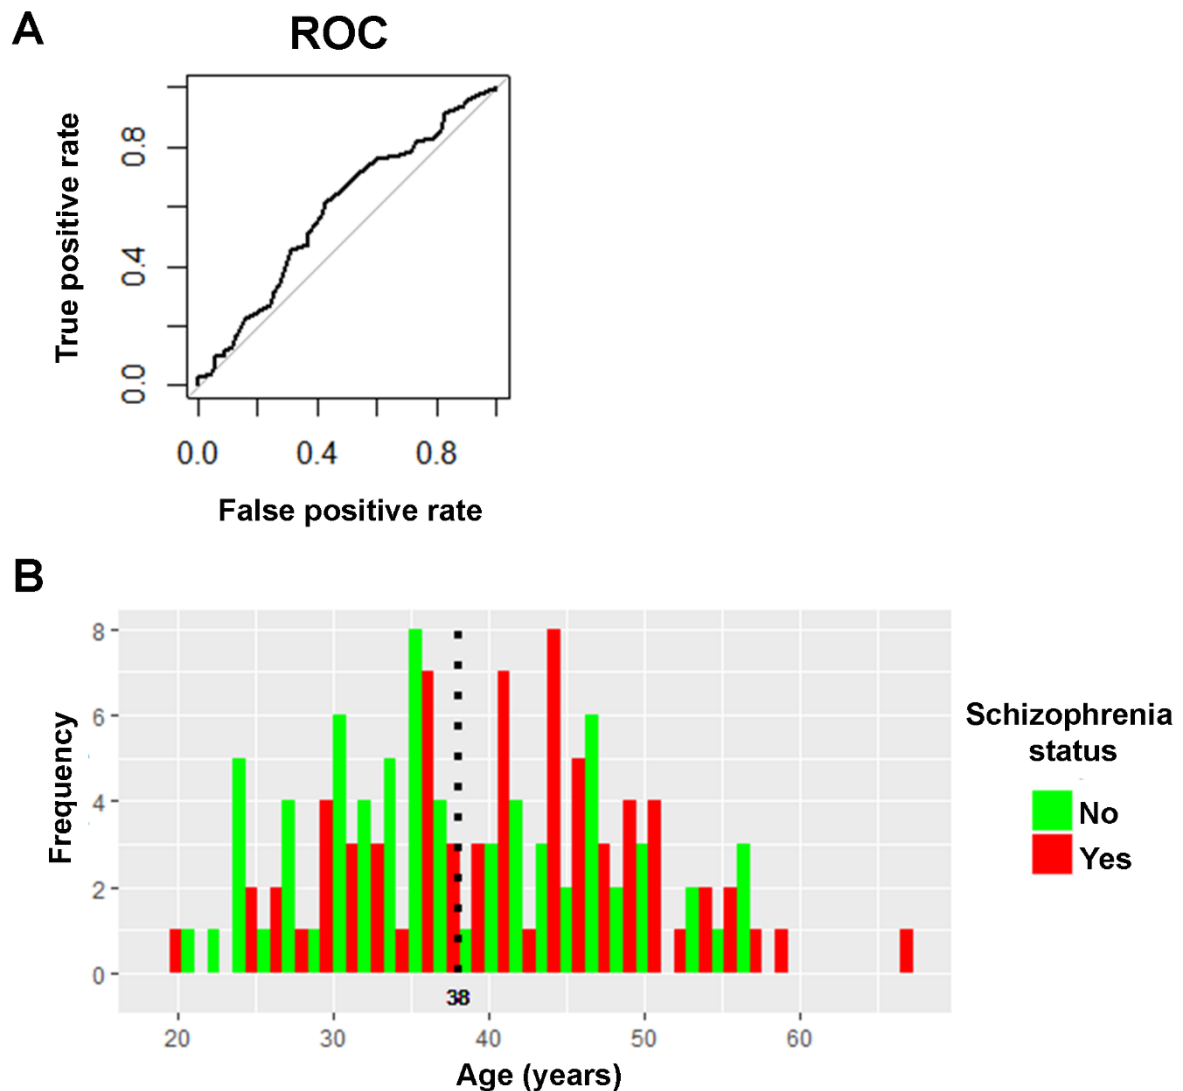 A
ROC
True positive rate
0.8
0.4
0.0
0.0 0.4 0.8
False positive rate
B
Frequency
8
6
4
2
0
38
20 30 40 50 60
Age (years)
Schizophrenia
status
No
Yes